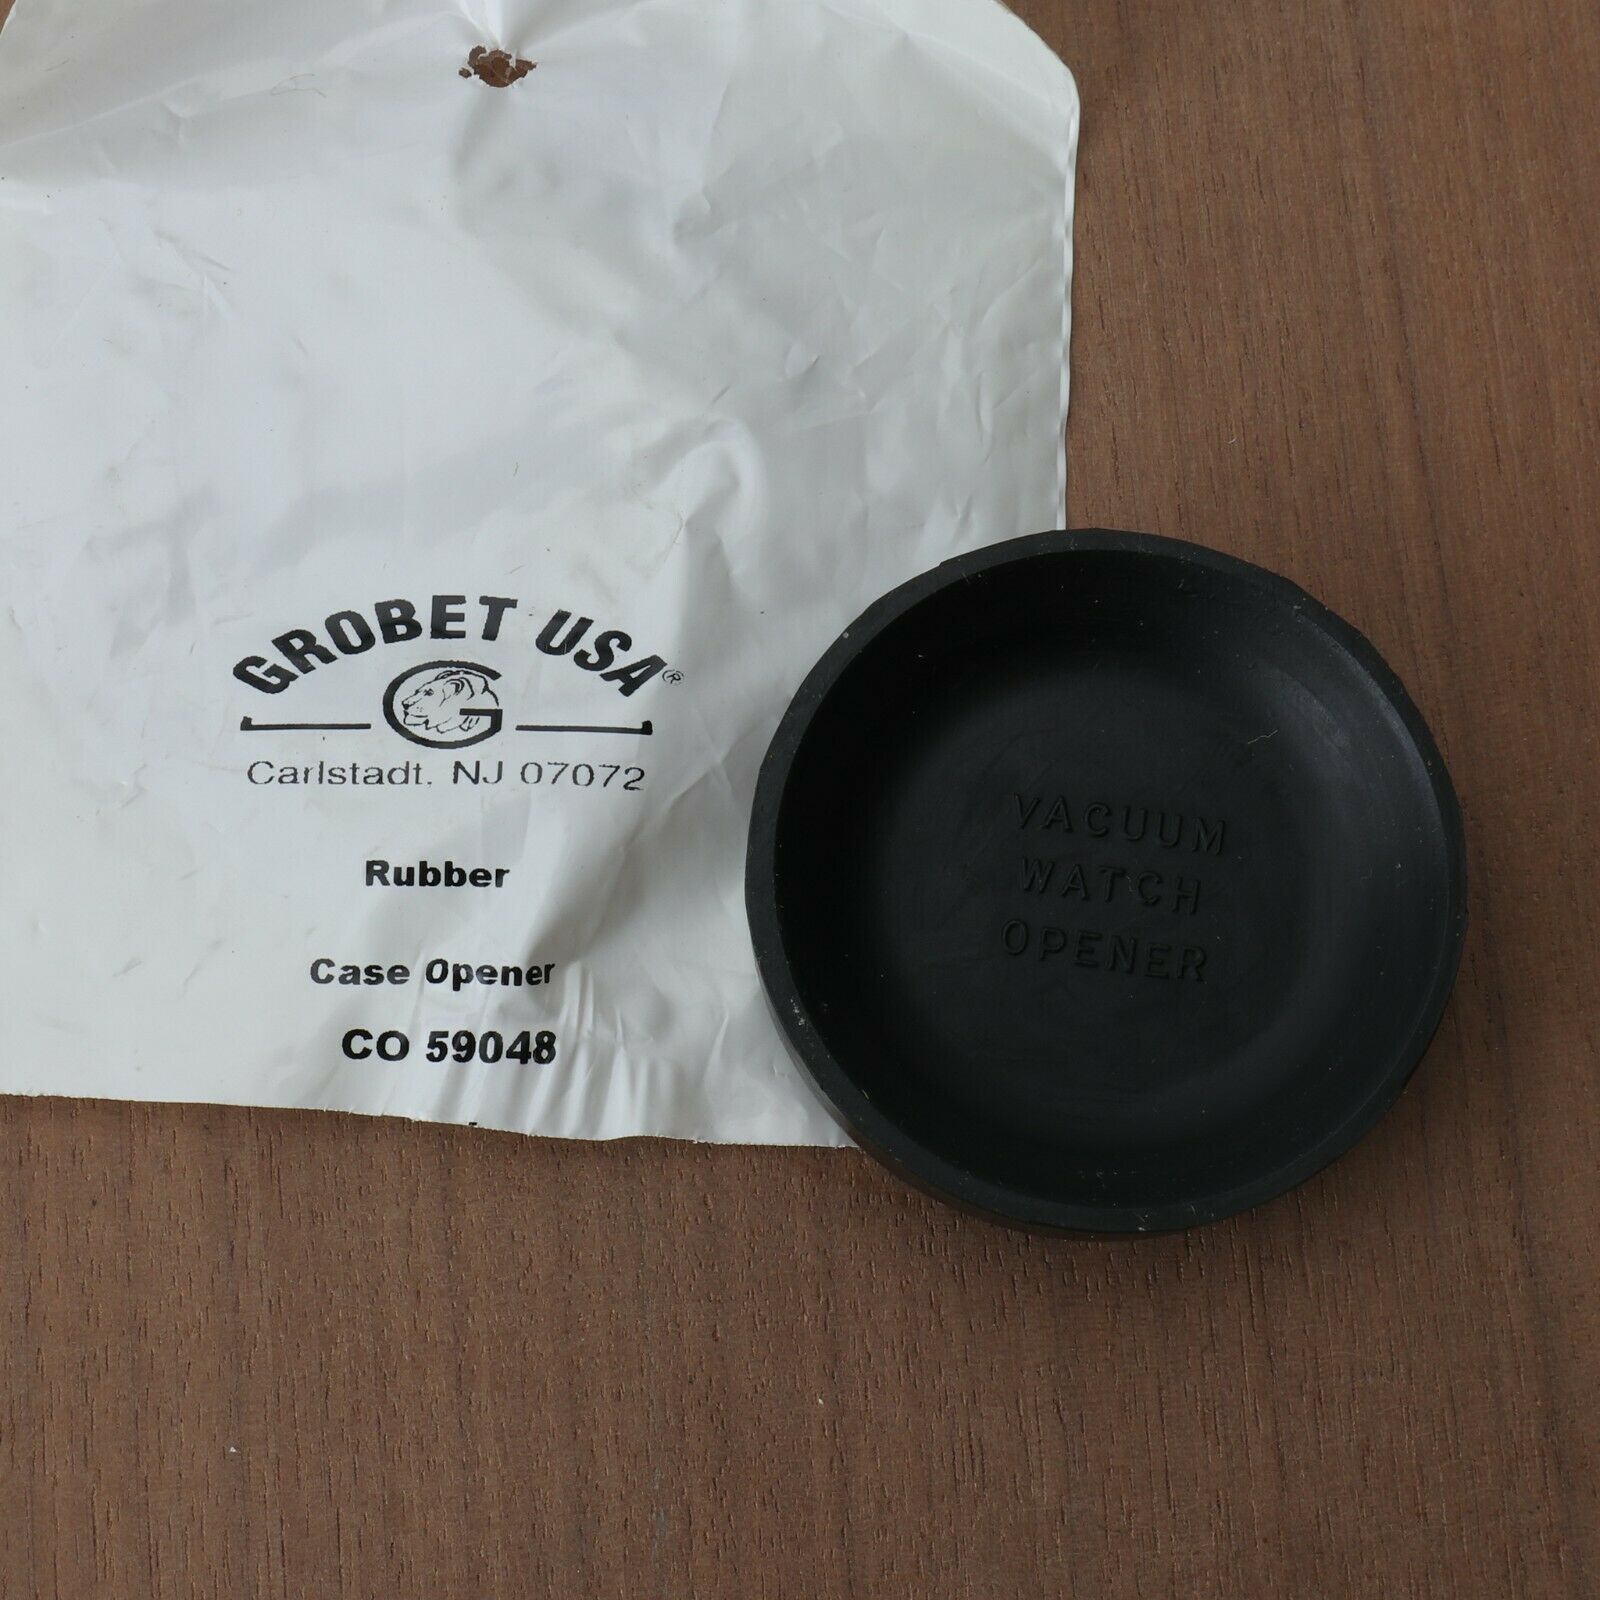 GROBET USA®
G
Carlstadt, NJ 07072
Rubber
Case Opener
CO 59048
VACUUM
WATCH
OPENER